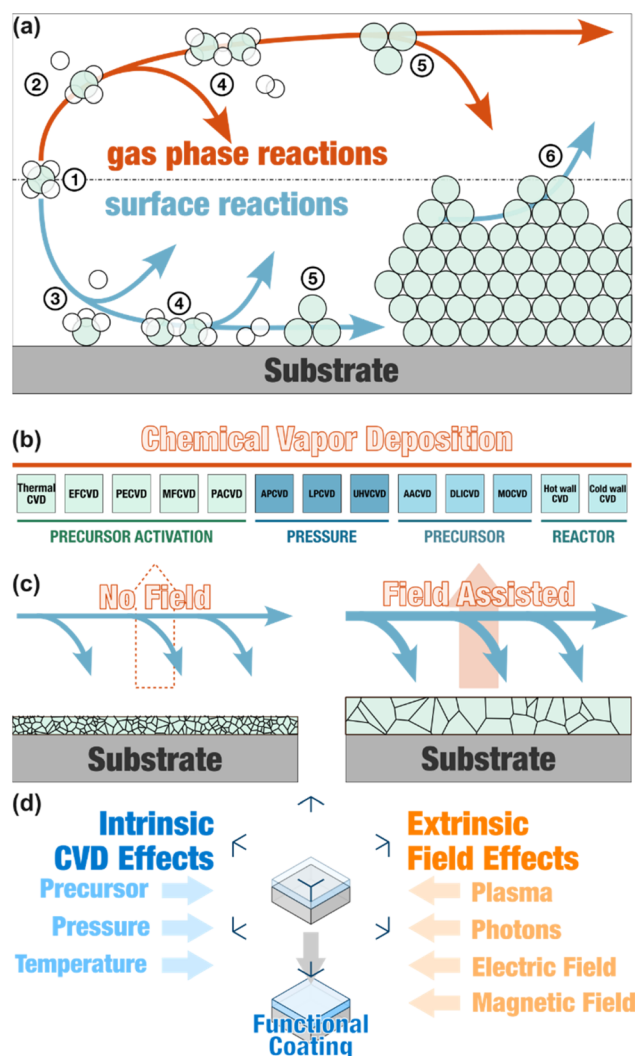 (a)
②
④
⑤
gas phase reactions
⑥
①
surface reactions
③
④
⑤
Substrate
(b)
Chemical Vapor Deposition
Thermal CVD EFCVD PECVD MFCVD PACVD APCVD LPCVD UHVCVD AACVD DLICVD MOCVD Hot wall CVD Cold wall CVD
PRECURSOR ACTIVATION PRESSURE PRECURSOR REACTOR
(c)
No Field
Field Assisted
Substrate
Substrate
(d)
Intrinsic
CVD Effects
Precursor
Pressure
Temperature
Extrinsic
Field Effects
Plasma
Photons
Electric Field
Magnetic Field
Functional
Coating